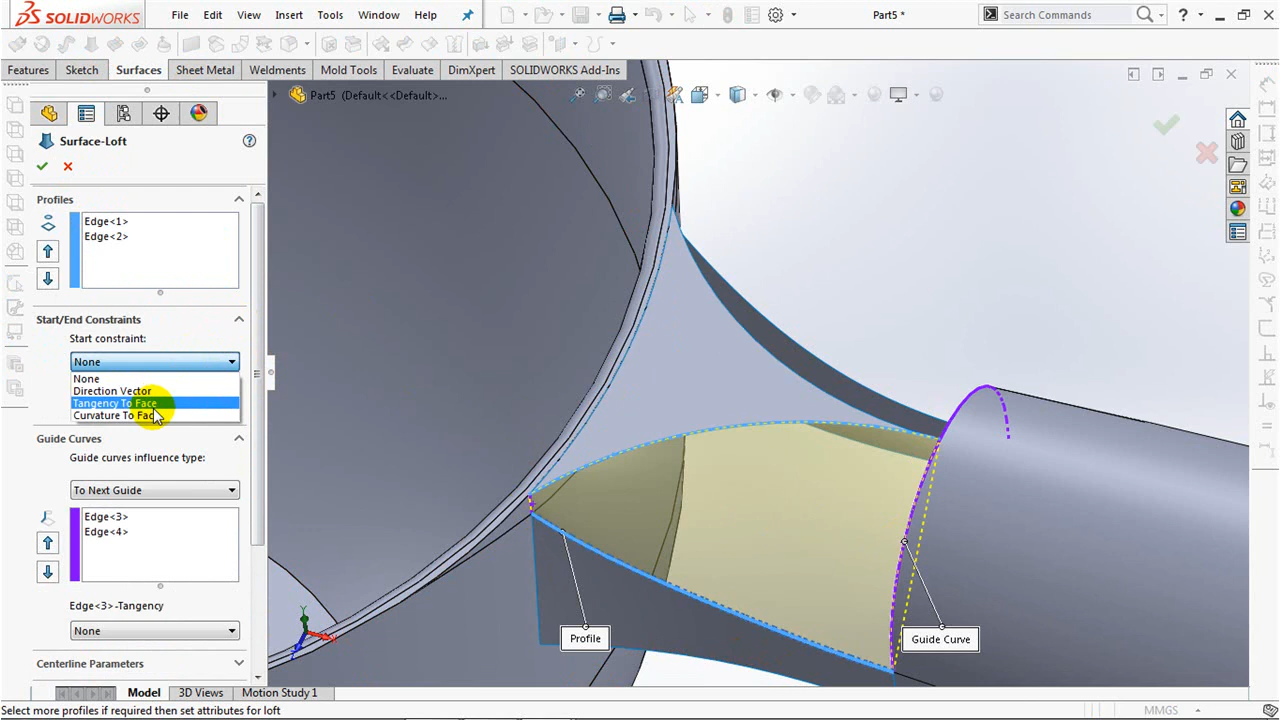 SOLIDWORKS
File Edit View Insert Tools Window Help
Part5 *
Search Commands
?
Features Sketch Surfaces Sheet Metal Weldments Mold Tools Evaluate DimXpert SOLIDWORKS Add-Ins
Part5 (Default<<Default>...
Surface-Loft
?
Profiles
Edge<1>
Edge<2>
Start/End Constraints
Start constraint:
None
None
Direction Vector
Tangency To Face
Curvature To Face
Guide Curves
Guide curves influence type:
To Next Guide
Edge<3>
Edge<4>
Edge<3>-Tangency
None
Centerline Parameters
Profile
Guide Curve
Y
Model 3D Views Motion Study 1
Select more profiles if required then set attributes for loft
MMGS